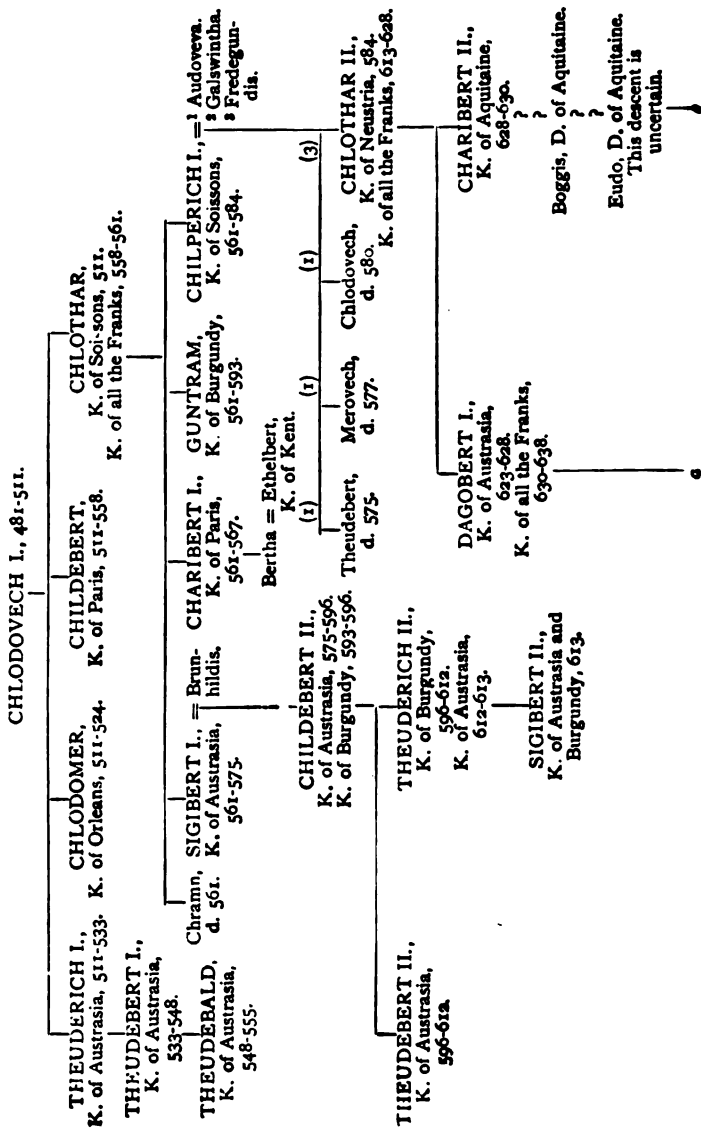 CHLODOVECH I., 481-511.
THEUDERICH I.,
K. of Austrasia, 511-533.
CHLODOMER,
K. of Orleans, 511-524.
CHILDEBERT,
K. of Paris, 511-558.
CHLOTHAR,
K. of Soi-sons, 511.
K. of all the Franks, 558-561.
THEUDEBERT I.,
K. of Austrasia,
533-548.
THEUDEBALD,
K. of Austrasia,
548-555.
Chramn,
d. 561.
SIGIBERT I., = Brun-
K. of Austrasia, hildis,
561-575.
CHARIBERT I.,
K. of Paris,
561-567.
GUNTRAM,
K. of Burgundy,
561-593.
CHILPERICH I., = ¹ Audoveva.
K. of Soissons, ² Galswintha.
561-584. ³ Fredegun-
dis.
Bertha = Ethelbert,
K. of Kent.
(1) (1) (1) (3)
Theudebert,
d. 575.
Merovech,
d. 577.
Chlodovech,
d. 580.
CHLOTHAR II.,
K. of Neustria, 584.
K. of all the Franks, 613-628.
CHILDEBERT II.,
K. of Austrasia, 575-596.
K. of Burgundy, 593-596.
THEUDEBERT II.,
K. of Austrasia,
596-612.
THEUDERICH II.,
K. of Burgundy,
596-612.
K. of Austrasia,
612-613.
SIGIBERT II.,
K. of Austrasia and
Burgundy, 613.
DAGOBERT I.,
K. of Austrasia,
623-628.
K. of all the Franks,
630-638.
a
CHARIBERT II.,
K. of Aquitaine,
628-630.
?
?
Boggis, D. of Aquitaine.
?
?
Eudo, D. of Aquitaine.
This descent is
uncertain.